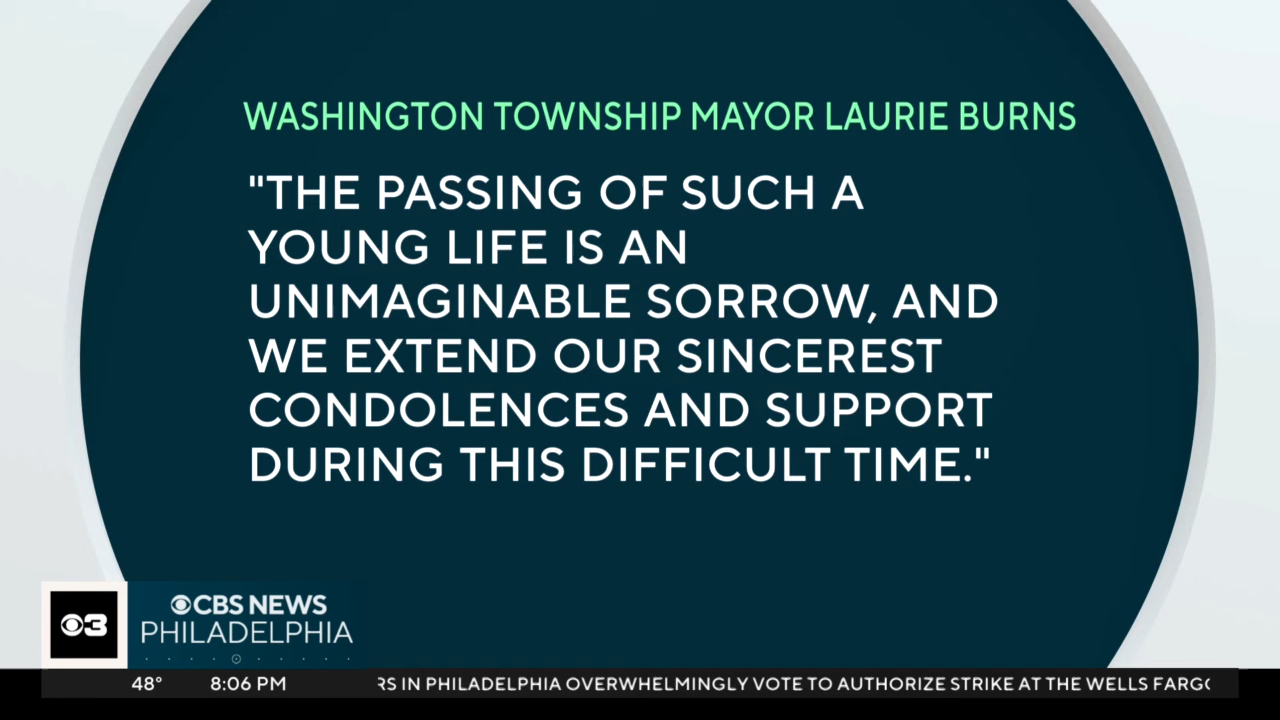 WASHINGTON TOWNSHIP MAYOR LAURIE BURNS
"THE PASSING OF SUCH A
YOUNG LIFE IS AN
UNIMAGINABLE SORROW, AND
WE EXTEND OUR SINCEREST
CONDOLENCES AND SUPPORT
DURING THIS DIFFICULT TIME."
3
CBS NEWS
PHILADELPHIA
48° 8:06 PM IN PHILADELPHIA OVERWHELMINGLY VOTE TO AUTHORIZE STRIKE AT THE WELLS